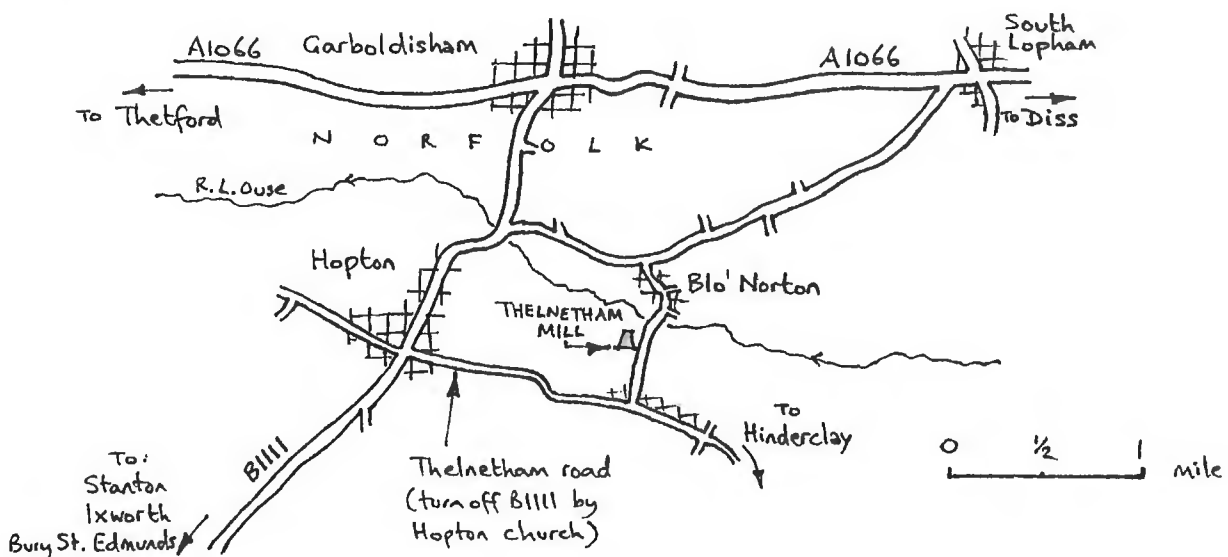 A1066
Garboldisham
A1066
South
Lopham
To Thetford
To Diss
N O R F O L K
R.L.Ouse
Hopton
Blo' Norton
THELNETHAM
MILL
To
Hinderclay
0 1/2 1
mile
B1111
To:
Stanton
Ixworth
Bury St. Edmunds
Thelnetham road
(turn off B1111 by
Hopton church)